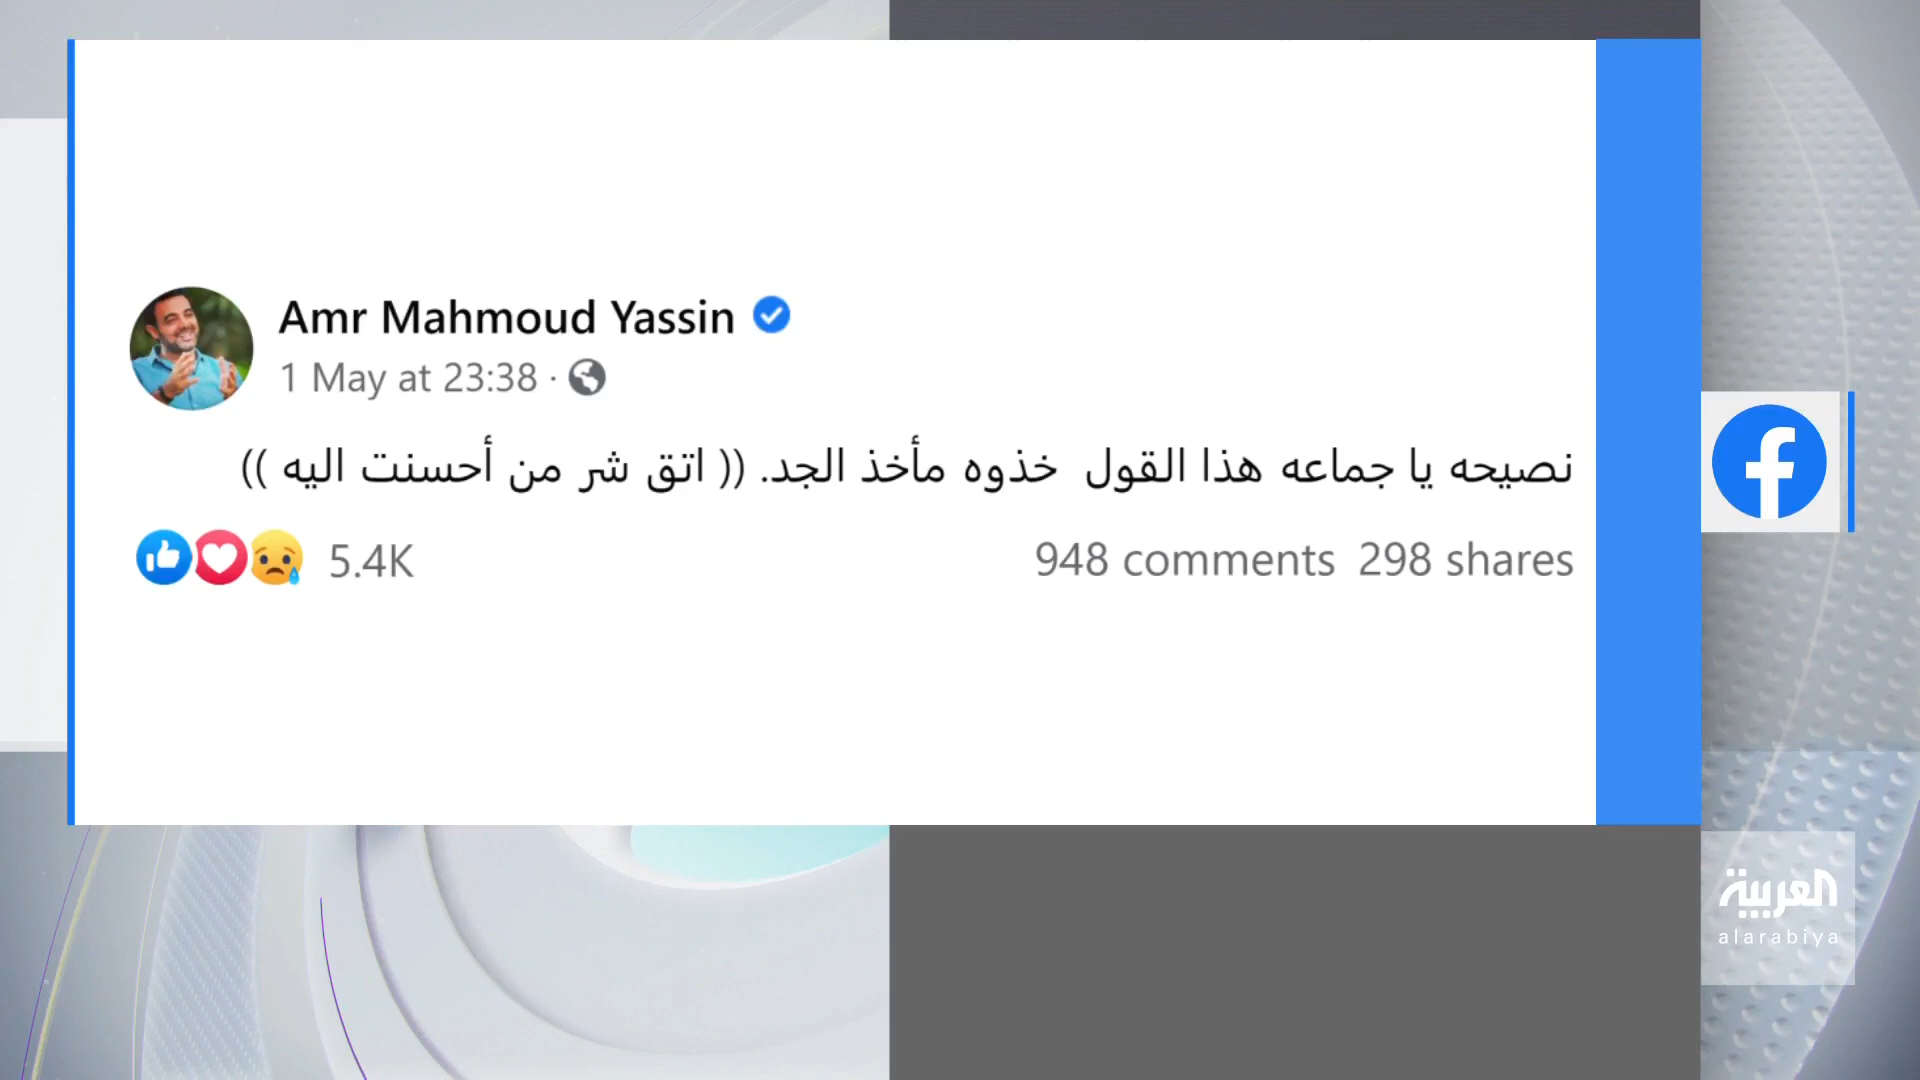 Amr Mahmoud Yassin
1 May at 23:38 ·
نصيحه يا جماعه هذا القول خذوه مأخذ الجد. (( اتق شر من أحسنت اليه ))
5.4K
948 comments 298 shares
العربية
alarabiya